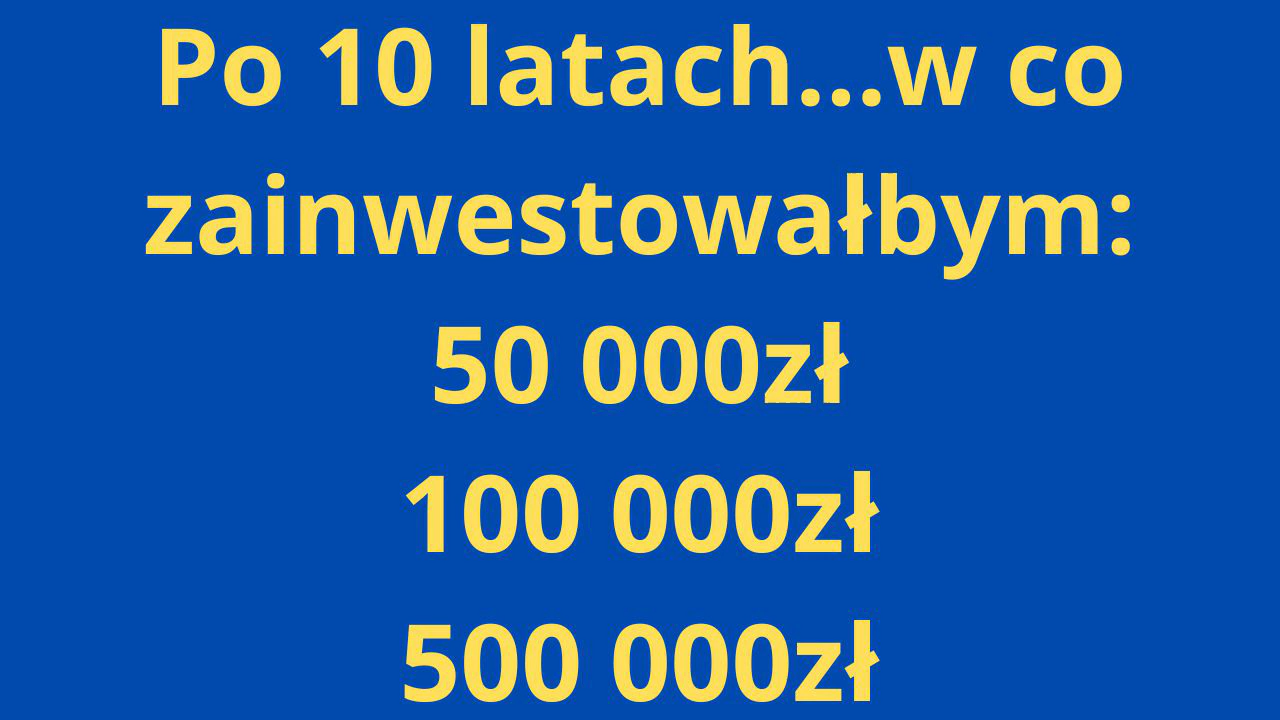 Po 10 latach...w co
zainwestowałbym:
50 000zł
100 000zł
500 000zł